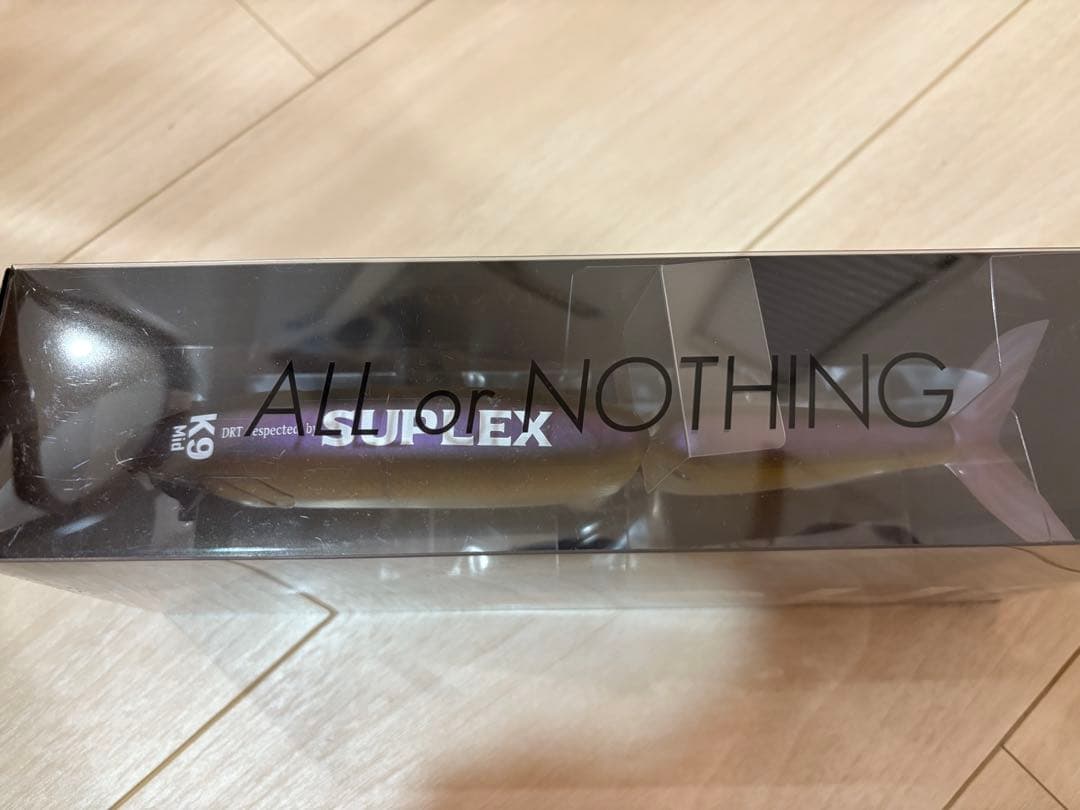 ALL or NOTHING
K9
Mid
DRT respected by
SUPLEX